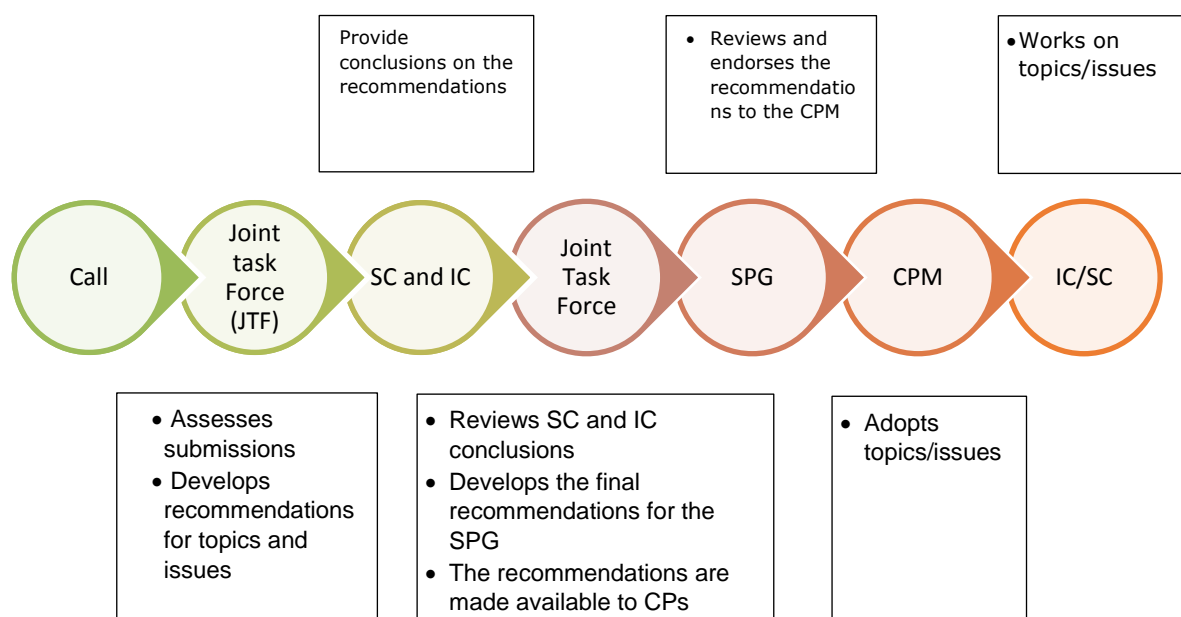 Provide
conclusions on the
recommendations
• Reviews and
endorses the
recommendatio
ns to the CPM
• Works on
topics/issues
Call
Joint
task
Force
(JTF)
SC and IC
Joint
Task
Force
SPG
CPM
IC/SC
• Assesses
submissions
• Develops
recommendations
for topics and
issues
• Reviews SC and IC
conclusions
• Develops the final
recommendations for the
SPG
• The recommendations are
made available to CPs
• Adopts
topics/issues